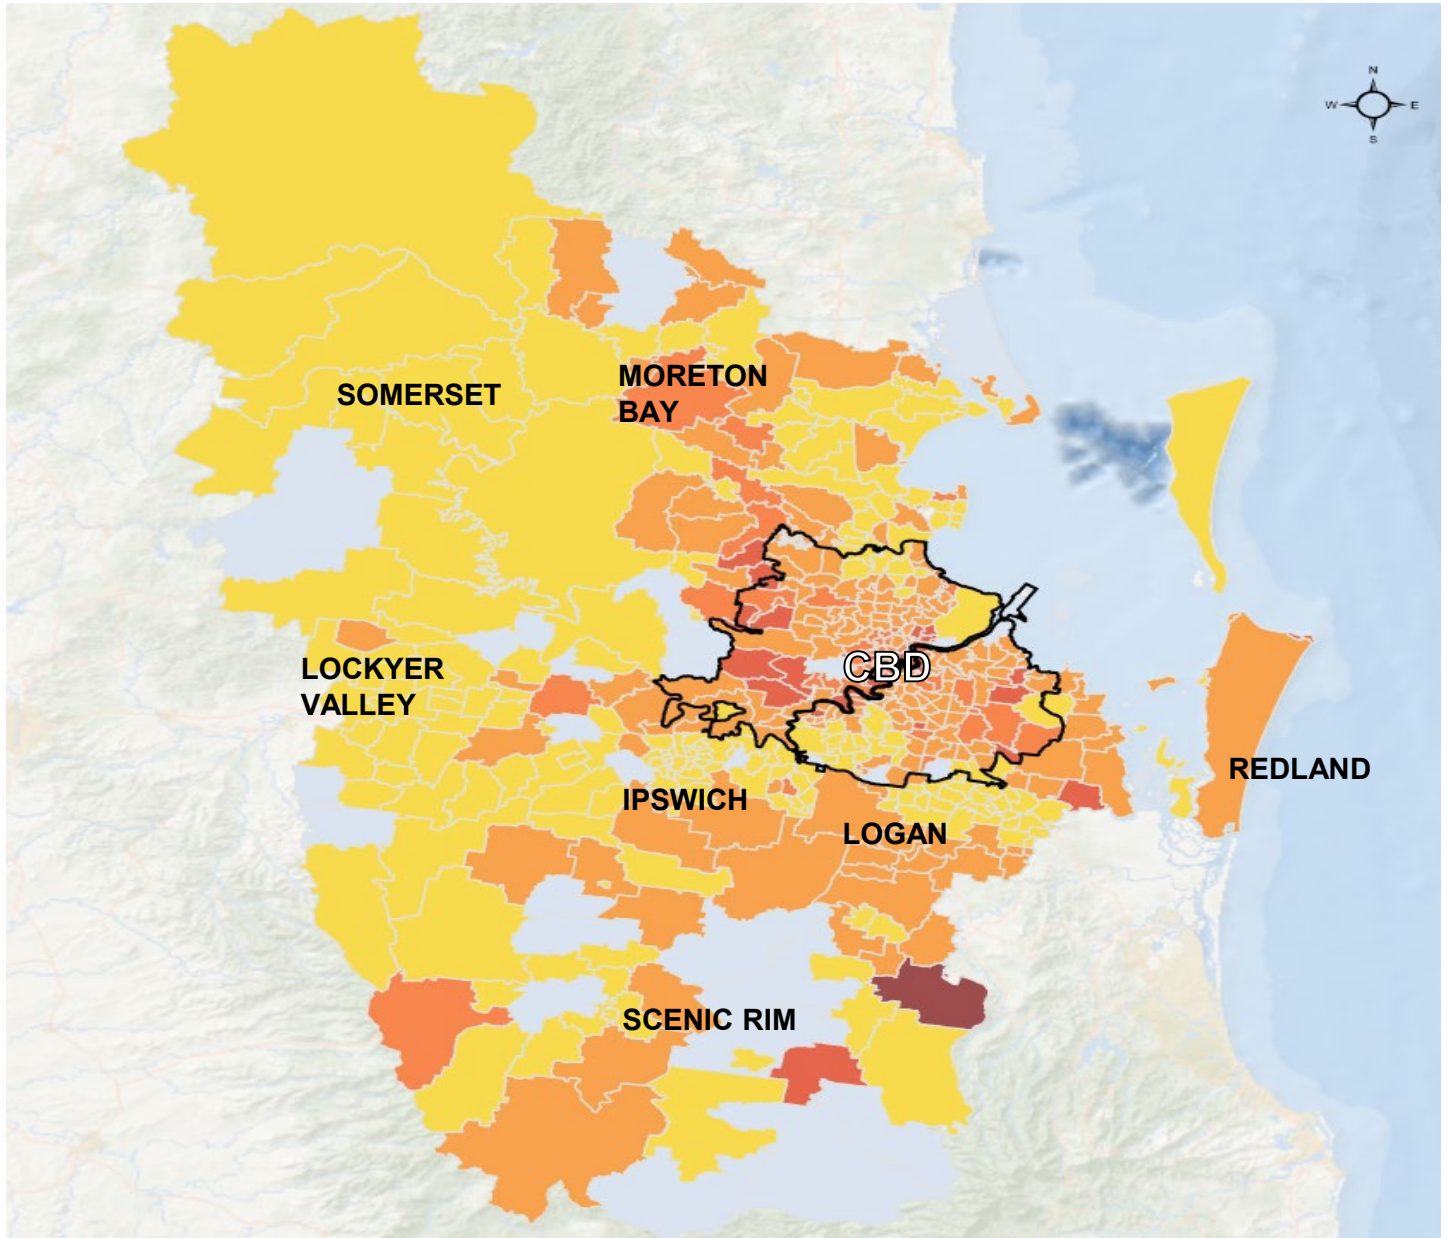 N
W E
S
SOMERSET
MORETON
BAY
CBD
LOCKYER
VALLEY
REDLAND
IPSWICH
LOGAN
SCENIC RIM